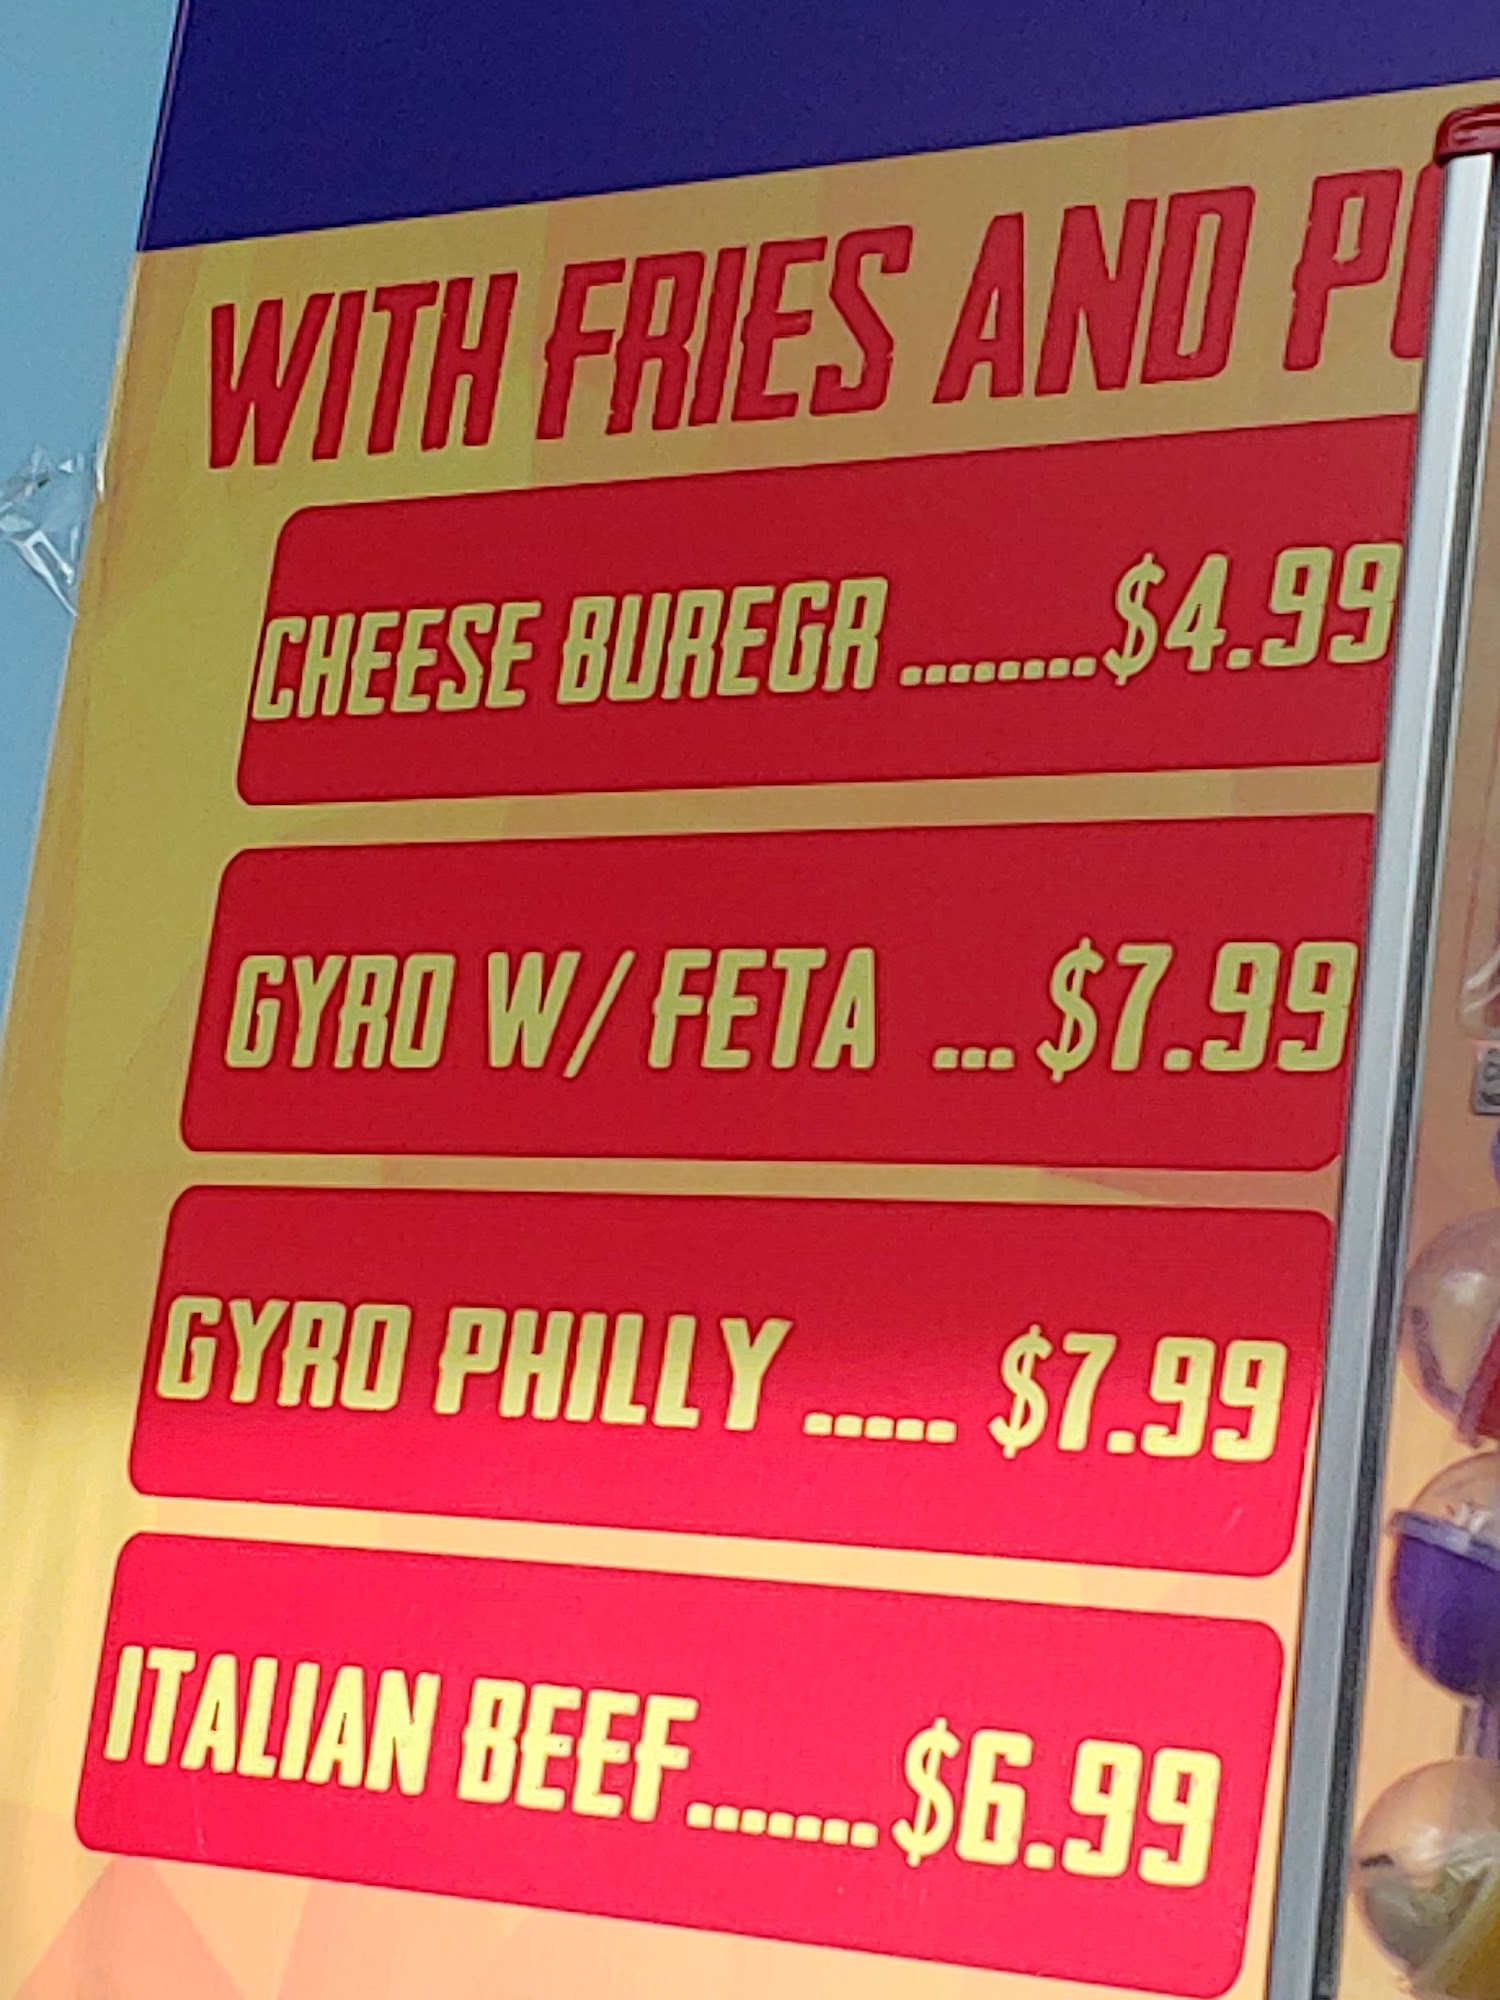 WITH FRIES AND
CHEESE BUREGR ........$4.99
GYRO W/ FETA ...$7.99
GYRO PHILLY ..... $7.99
ITALIAN BEEF.......$6.99